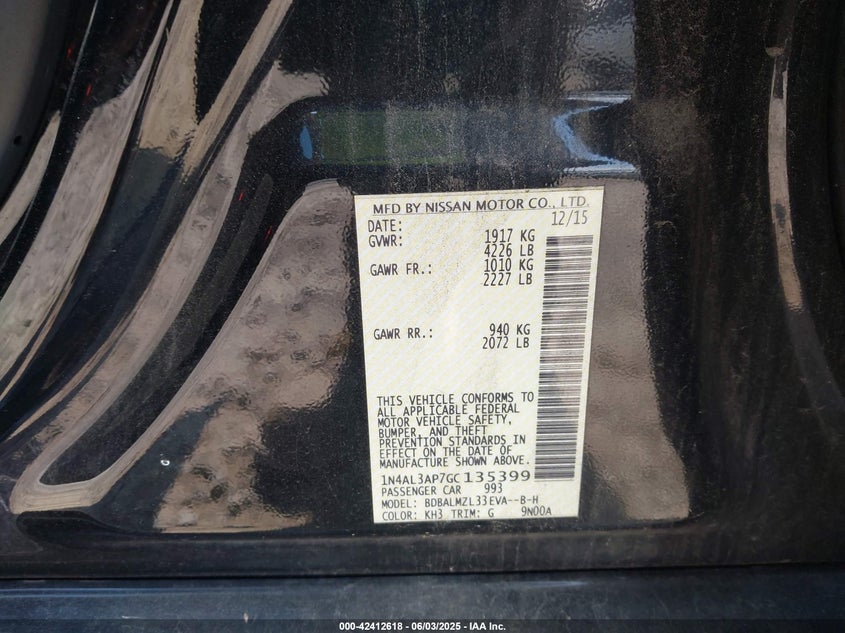 MFD BY NISSAN MOTOR CO., LTD.
DATE: 12/15
GVWR: 1917 KG
4226 LB
GAWR FR.: 1010 KG
2227 LB
GAWR RR.: 940 KG
2072 LB
THIS VEHICLE CONFORMS TO
ALL APPLICABLE FEDERAL
MOTOR VEHICLE SAFETY,
BUMPER, AND THEFT
PREVENTION STANDARDS IN
EFFECT ON THE DATE OF
MANUFACTURE SHOWN ABOVE.
1N4AL3AP7GC135399
PASSENGER CAR 993
MODEL: BDBALMZL33EVA--B-H
COLOR: KH3 TRIM: G 9N00A
000-42412618 - 06/03/2025 - IAA Inc.